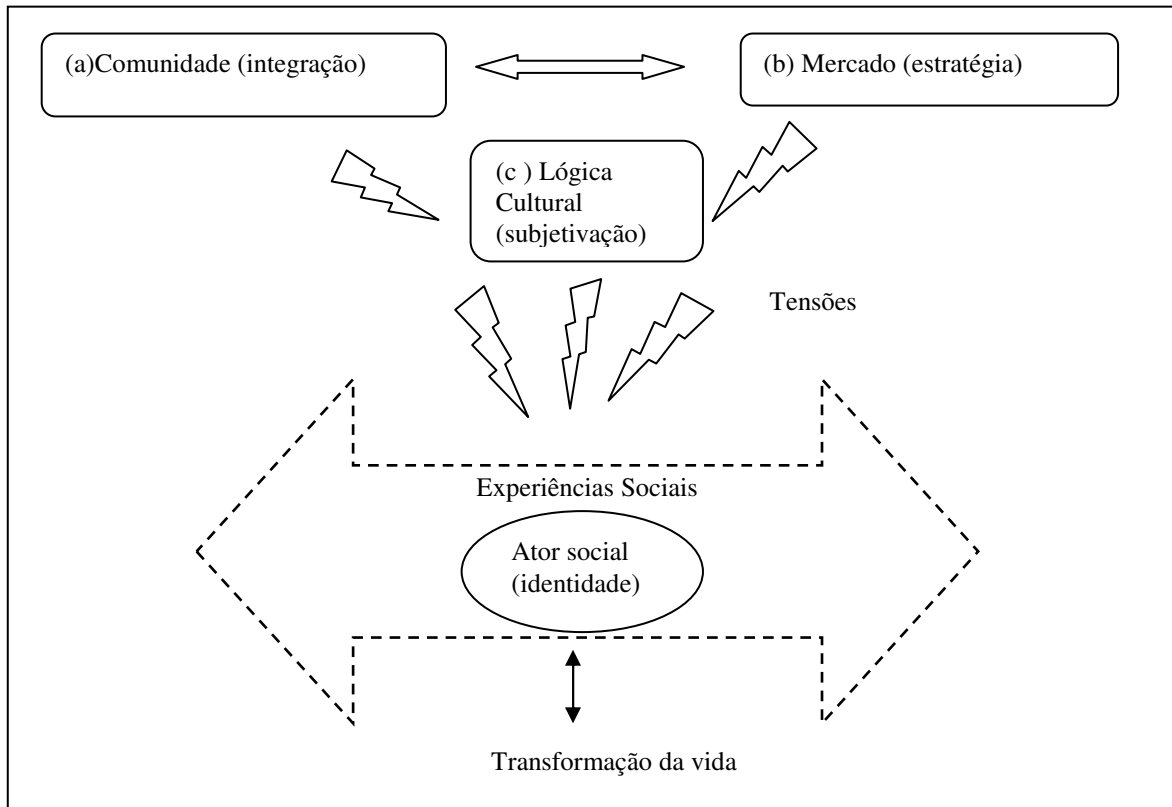 (a)Comunidade (integração)
(b) Mercado (estratégia)
(c ) Lógica
Cultural
(subjetivação)
Tensões
Experiências Sociais
Ator social
(identidade)
Transformação da vida